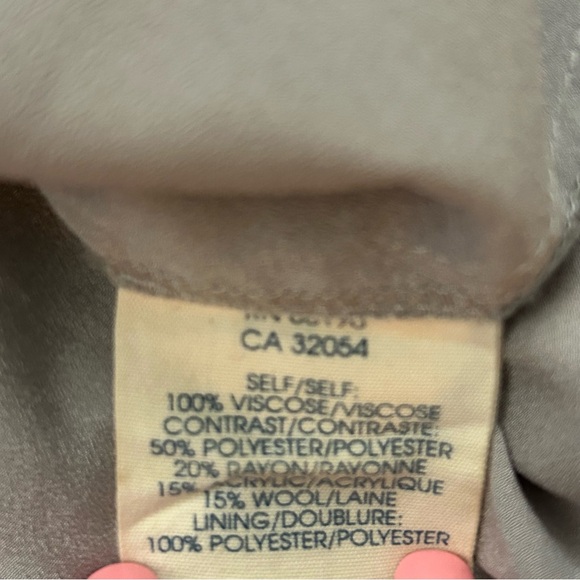 CA 32054
SELF/SELF:
100% VISCOSE/VISCOSE
CONTRAST/CONTRASTE:
50% POLYESTER/POLYESTER
20% RAYON/RAYONNE
15% ACRYLIC/ACRYLIQUE
15% WOOL/LAINE
LINING/DOUBLURE:
100% POLYESTER/POLYESTER